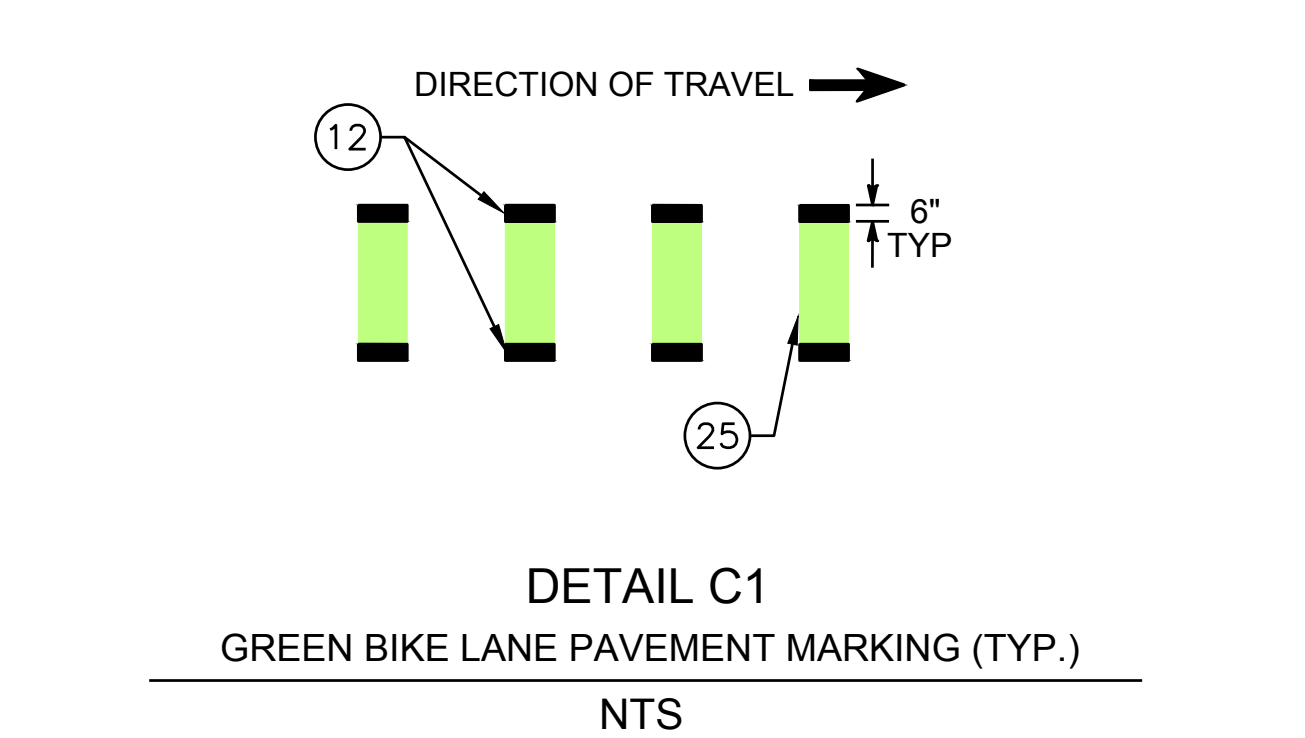 DIRECTION OF TRAVEL
12
6"
TYP
25
DETAIL C1
GREEN BIKE LANE PAVEMENT MARKING (TYP.)
NTS